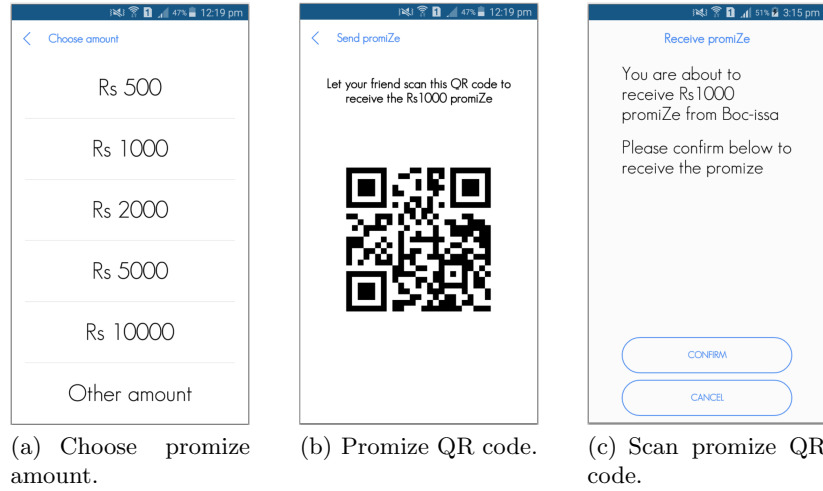 47% 12:19 pm
Choose amount
Rs 500
Rs 1000
Rs 2000
Rs 5000
Rs 10000
Other amount
(a) Choose promize
amount.
47% 12:19 pm
Send promiZe
Let your friend scan this QR code to
receive the Rs1000 promiZe
(b) Promize QR code.
51% 3:15 pm
Receive promiZe
You are about to
receive Rs1000
promiZe from Boc-issa
Please confirm below to
receive the promize
CONFIRM
CANCEL
(c) Scan promize QR
code.